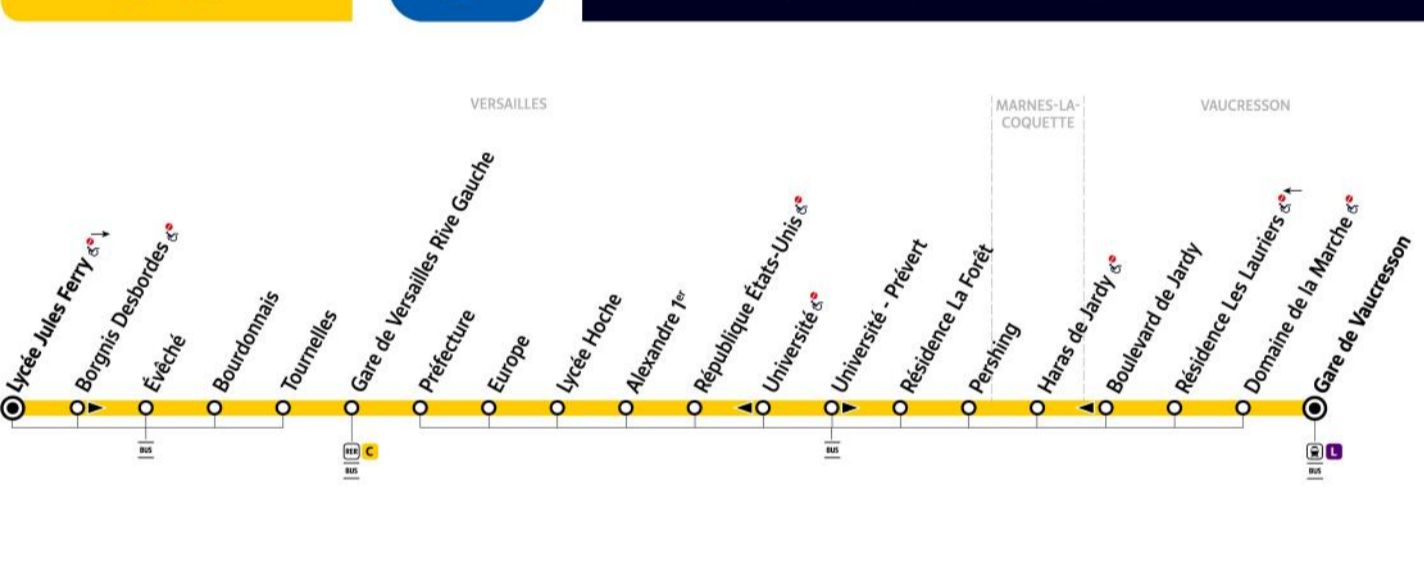 VERSAILLES
MARNES-LA-
COQUETTE
VAUCRESSON
Lycée Jules Ferry
Borgnis Desbordes
Évêché
Bourdonnais
Tournelles
Gare de Versailles Rive Gauche
Préfecture
Europe
Lycée Hoche
Alexandre 1er
République États-Unis
Université
Université - Prévert
Résidence La Forêt
Pershing
Haras de Jardy
Boulevard de Jardy
Résidence Les Lauriers
Domaine de la Marche
Gare de Vaucresson
BUS
RER C
BUS
BUS
L
BUS